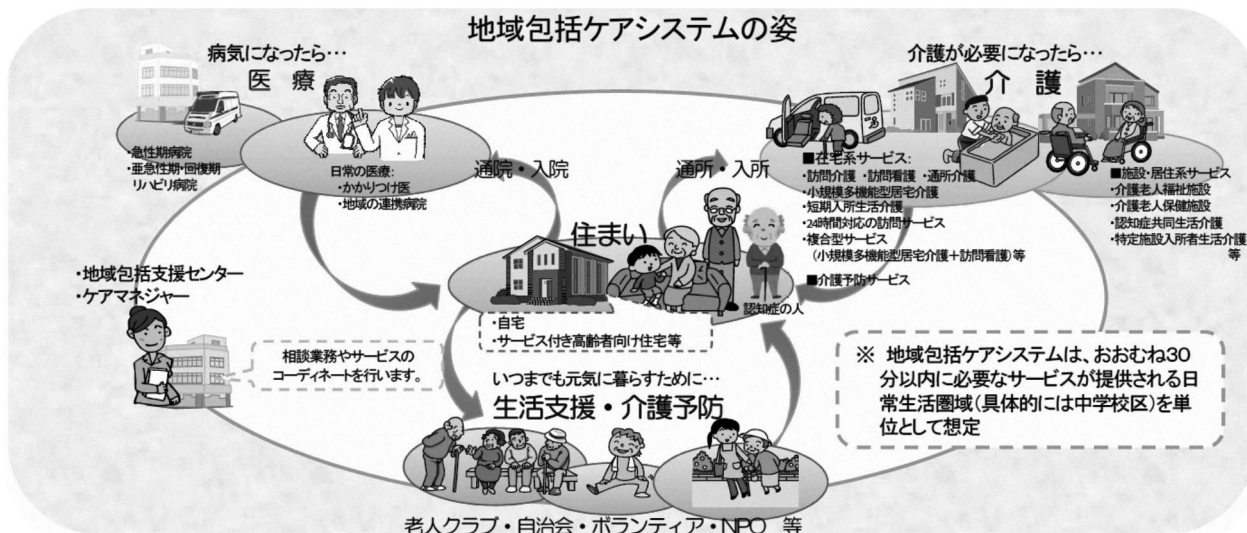 地域包括ケアシステムの姿
病気になったら…
医 療
・急性期病院
・亜急性期・回復期
リハビリ病院
日常の医療:
・かかりつけ医
・地域の連携病院
通院・入院
通所・入所
介護が必要になったら…
介 護
■在宅系サービス:
・訪問介護 ・訪問看護 ・通所介護
・小規模多機能型居宅介護
・短期入所生活介護
・24時間対応の訪問サービス
・複合型サービス
(小規模多機能型居宅介護+訪問看護)等
■介護予防サービス
■施設・居住系サービス
・介護老人福祉施設
・介護老人保健施設
・認知症共同生活介護
・特定施設入所者生活介護
等
住まい
認知症の人
・自宅
・サービス付き高齢者向け住宅等
・地域包括支援センター
・ケアマネジャー
相談業務やサービスの
コーディネートを行います。
いつまでも元気に暮らすために…
生活支援・介護予防
老人クラブ・自治会・ボランティア・NPO 等
※ 地域包括ケアシステムは、おおむね30
分以内に必要なサービスが提供される日
常生活圏域(具体的には中学校区)を単
位として想定